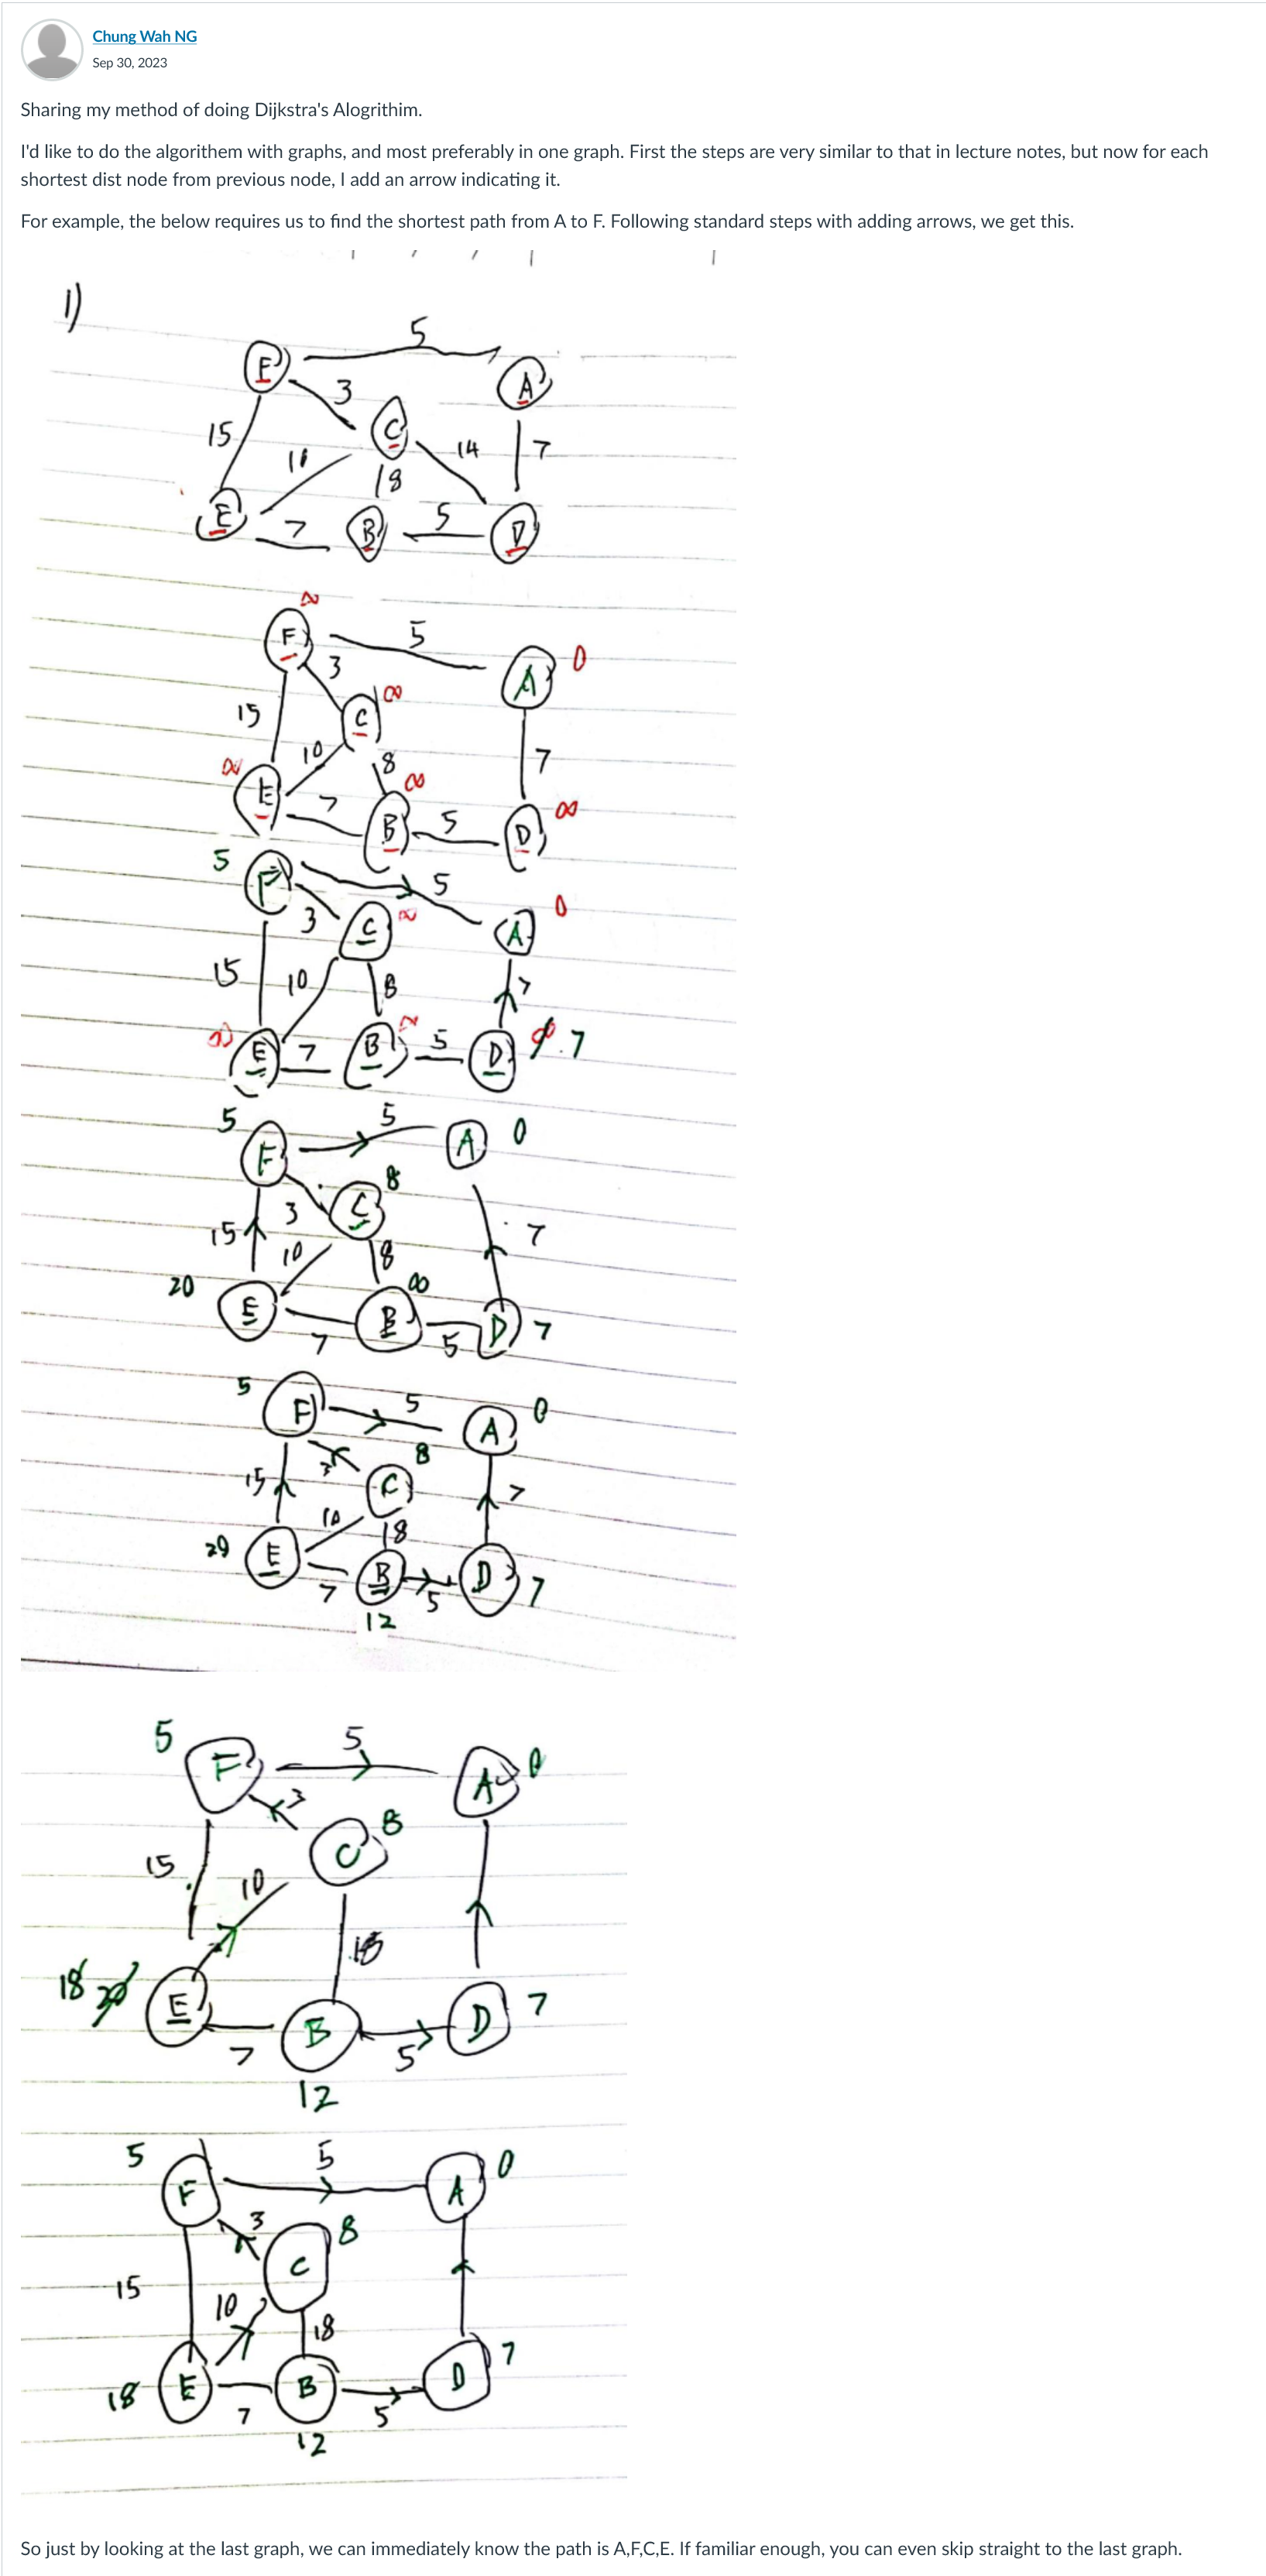 Chung Wah NG
Sep 30, 2023
Sharing my method of doing Dijkstra's Alogrithim.
I'd like to do the algorithem with graphs, and most preferably in one graph. First the steps are very similar to that in lecture notes, but now for each
shortest dist node from previous node, I add an arrow indicating it.
For example, the below requires us to find the shortest path from A to F. Following standard steps with adding arrows, we get this.
1)
5
F
A
3
C
15
14
7
8
E
B
5
D
7
∞
F
5
0
3
A
∞
15
C
10
8
7
∞
∞
E
7
B
5
D
∞
5
F
5
0
3
C
∞
A
15
10
8
7
∞
E
7
B
∞
5
D
∞ 7
5
5
F
A
0
8
3
C
15
10
8
7
20
∞
E
B
D
7
7
5
5
F
5
A
0
8
3
C
15
7
10
8
E
B
D
7
7
5
12
5
5
F
A
0
3
8
C
15
10
18 20
E
B
D
7
7
5
12
5
5
F
A
0
3
8
C
15
10
8
7
18
E
B
D
7
5
12
So just by looking at the last graph, we can immediately know the path is A,F,C,E. If familiar enough, you can even skip straight to the last graph.